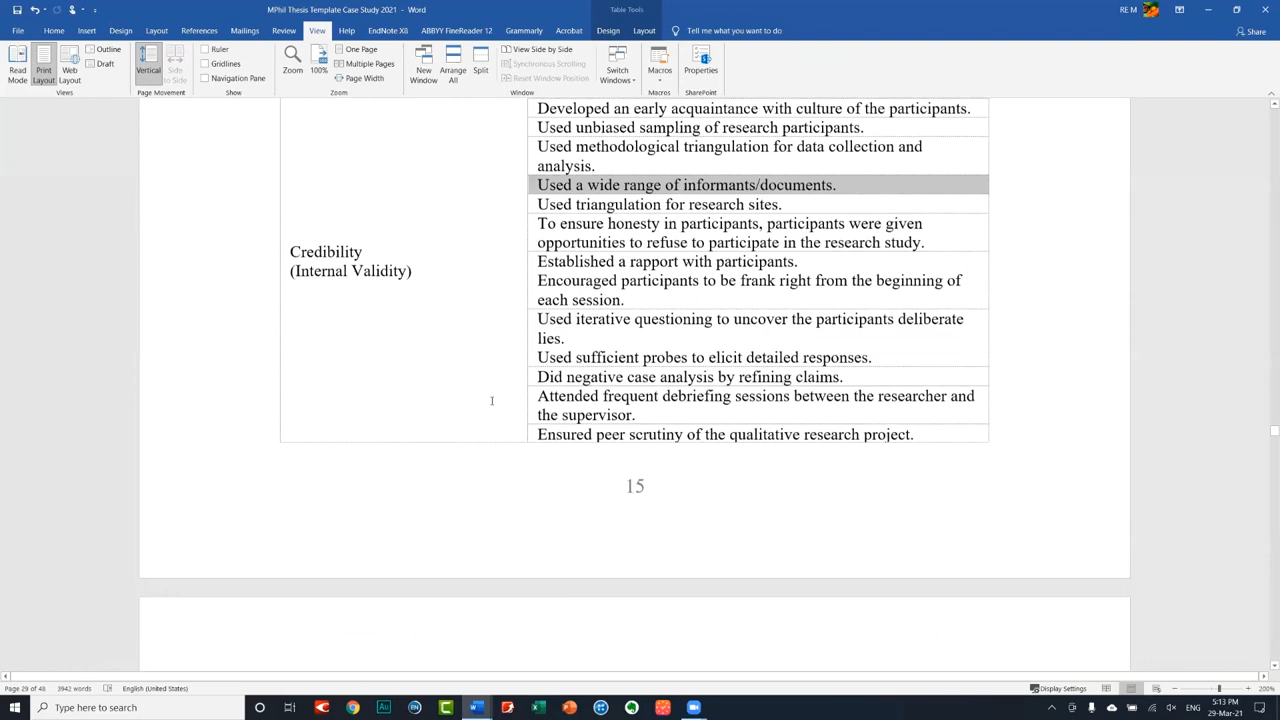 MPhil Thesis Template Case Study 2021 - Word
Table Tools
RE M
File Home Insert Design Layout References Mailings Review View Help EndNote X8 ABBYY FineReader 12 Grammarly Acrobat Design Layout Tell me what you want to do Share
Read Mode
Print Layout
Web Layout
Outline
Draft
Views
Vertical
Side to Side
Page Movement
Ruler
Gridlines
Navigation Pane
Show
Zoom
100%
One Page
Multiple Pages
Page Width
Zoom
New Window
Arrange All
Split
View Side by Side
Synchronous Scrolling
Reset Window Position
Window
Switch Windows
Macros
Macros
Properties
SharePoint
Developed an early acquaintance with culture of the participants.
Used unbiased sampling of research participants.
Used methodological triangulation for data collection and
analysis.
Used a wide range of informants/documents.
Used triangulation for research sites.
To ensure honesty in participants, participants were given
opportunities to refuse to participate in the research study.
Credibility
(Internal Validity)
Established a rapport with participants.
Encouraged participants to be frank right from the beginning of
each session.
Used iterative questioning to uncover the participants deliberate
lies.
Used sufficient probes to elicit detailed responses.
Did negative case analysis by refining claims.
Attended frequent debriefing sessions between the researcher and
the supervisor.
Ensured peer scrutiny of the qualitative research project.
15
Page 29 of 48 3942 words English (United States) Display Settings 200%
Type here to search
ENG
5:13 PM
29-Mar-21